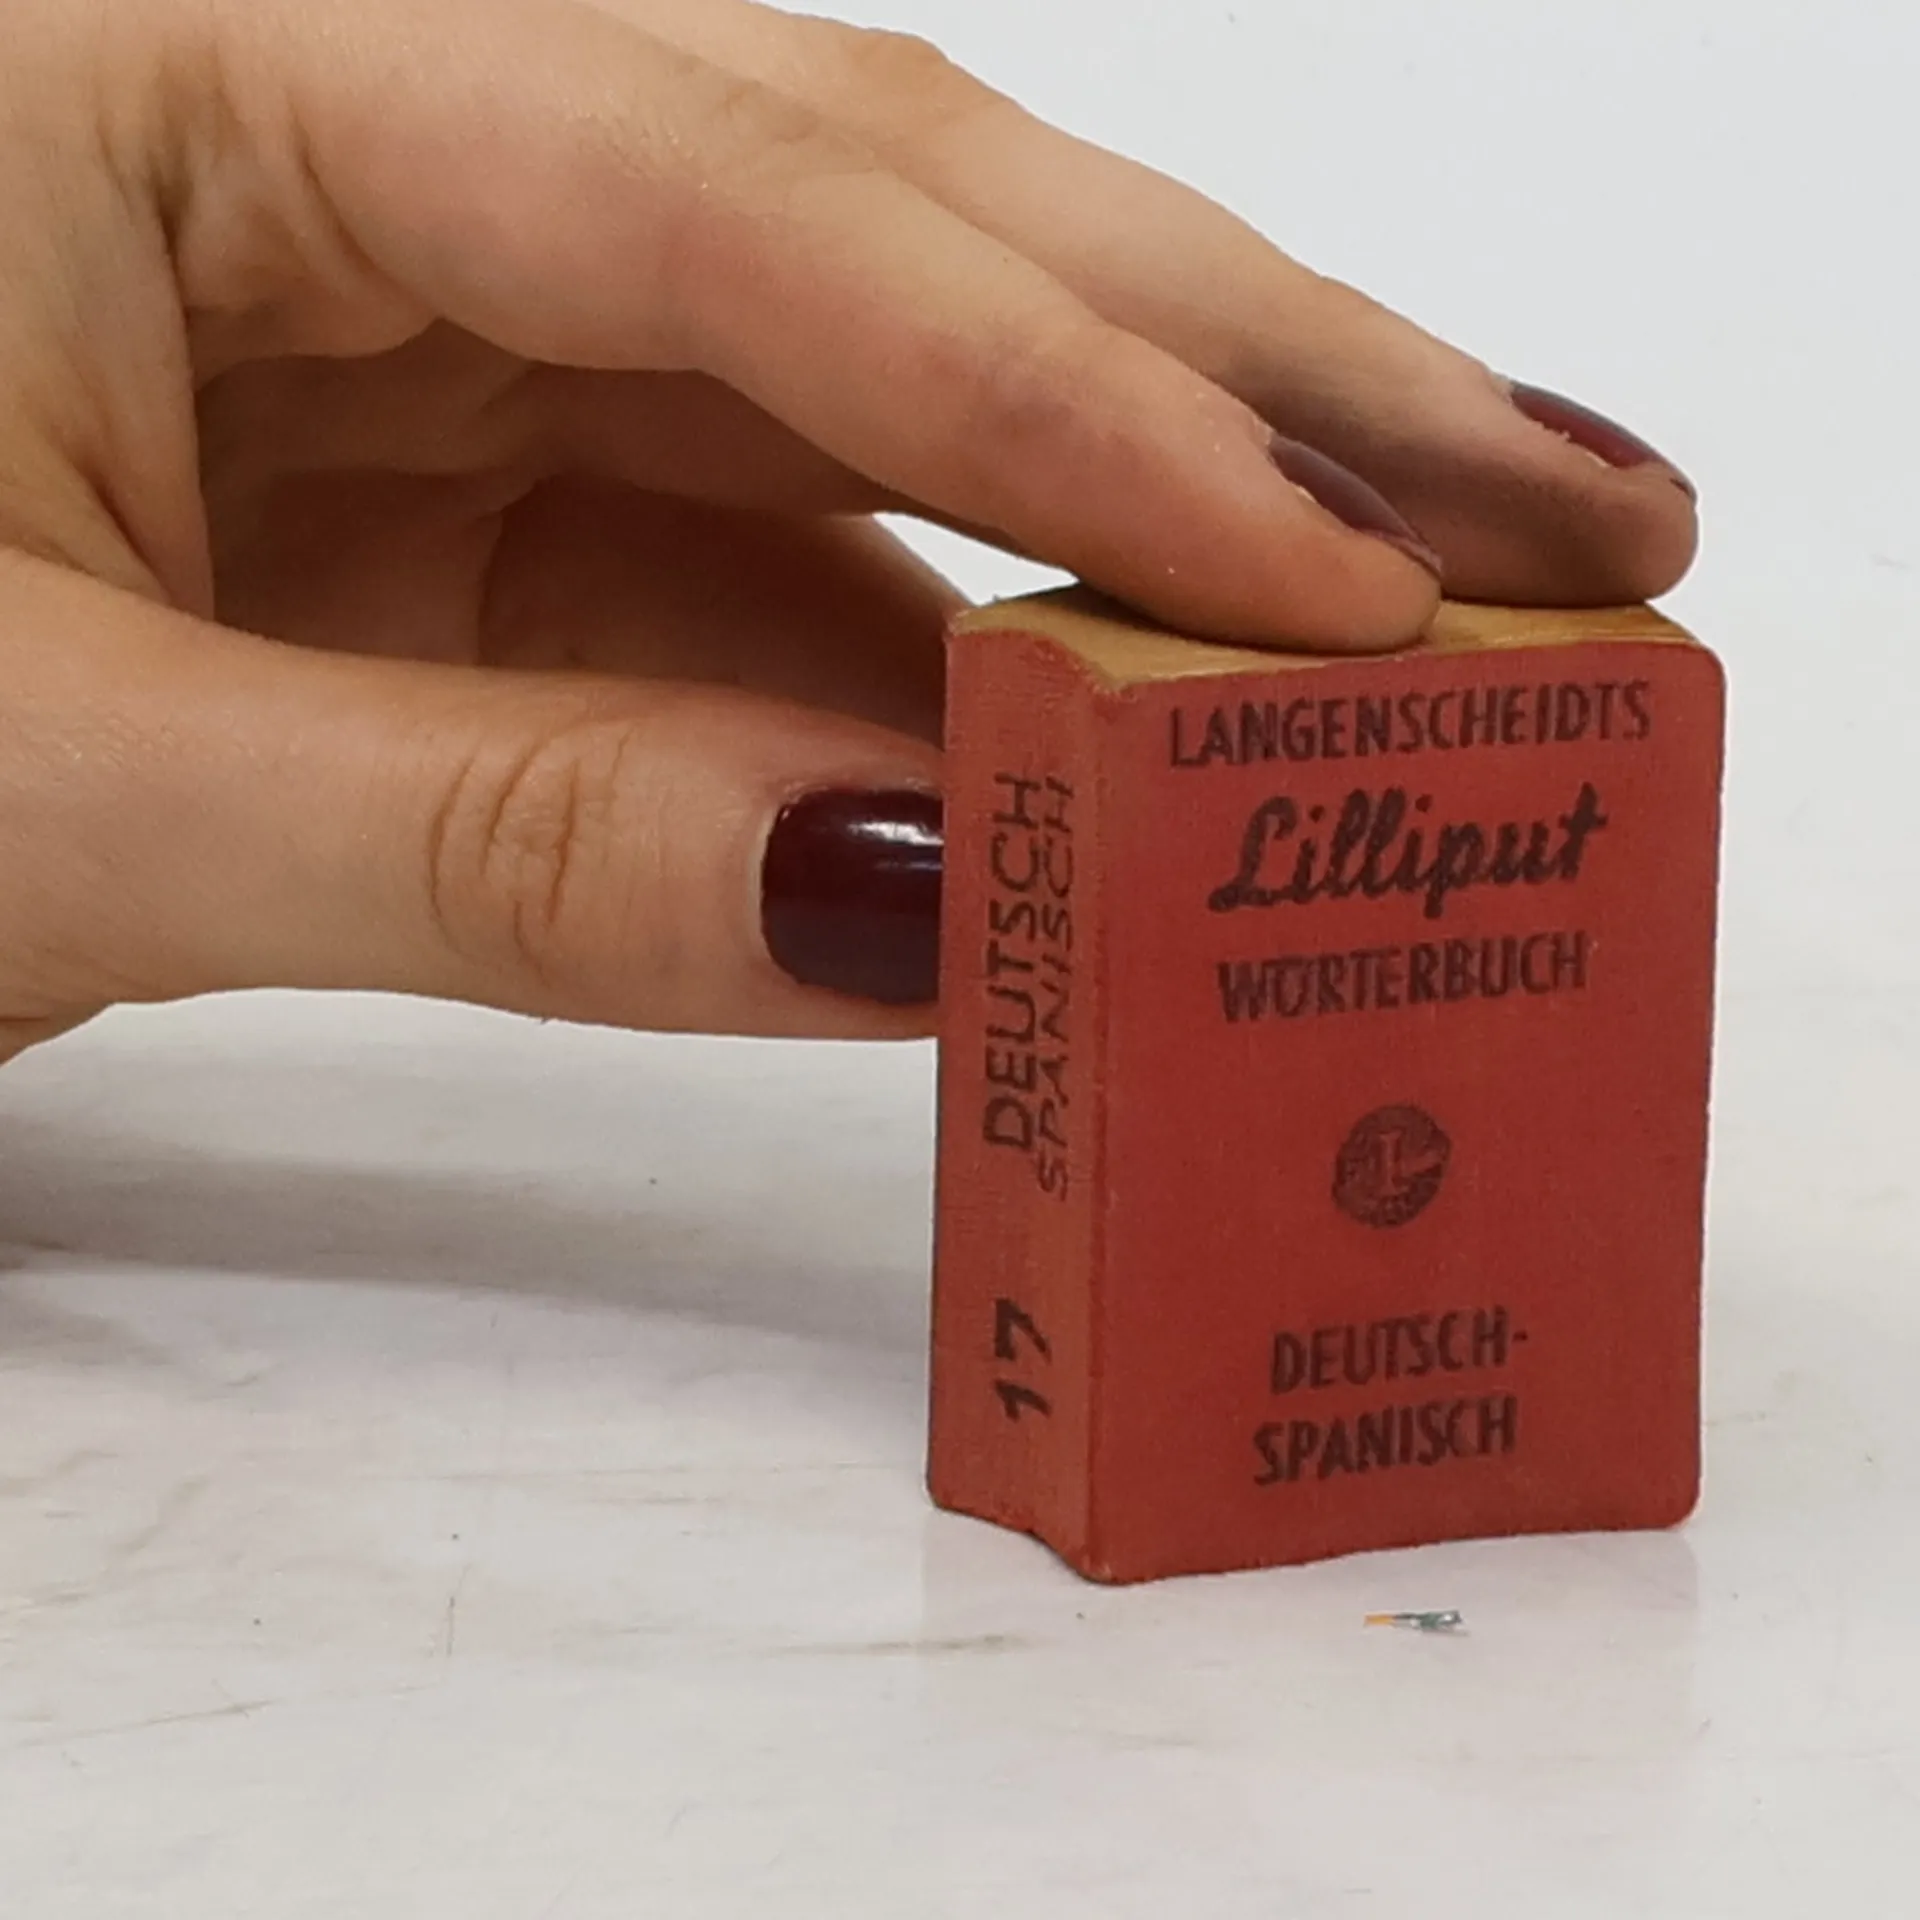 LANGENSCHEIDTS
Lilliput
WÖRTERBUCH
L
DEUTSCH-
SPANISCH
DEUTSCH
SPANISCH
17